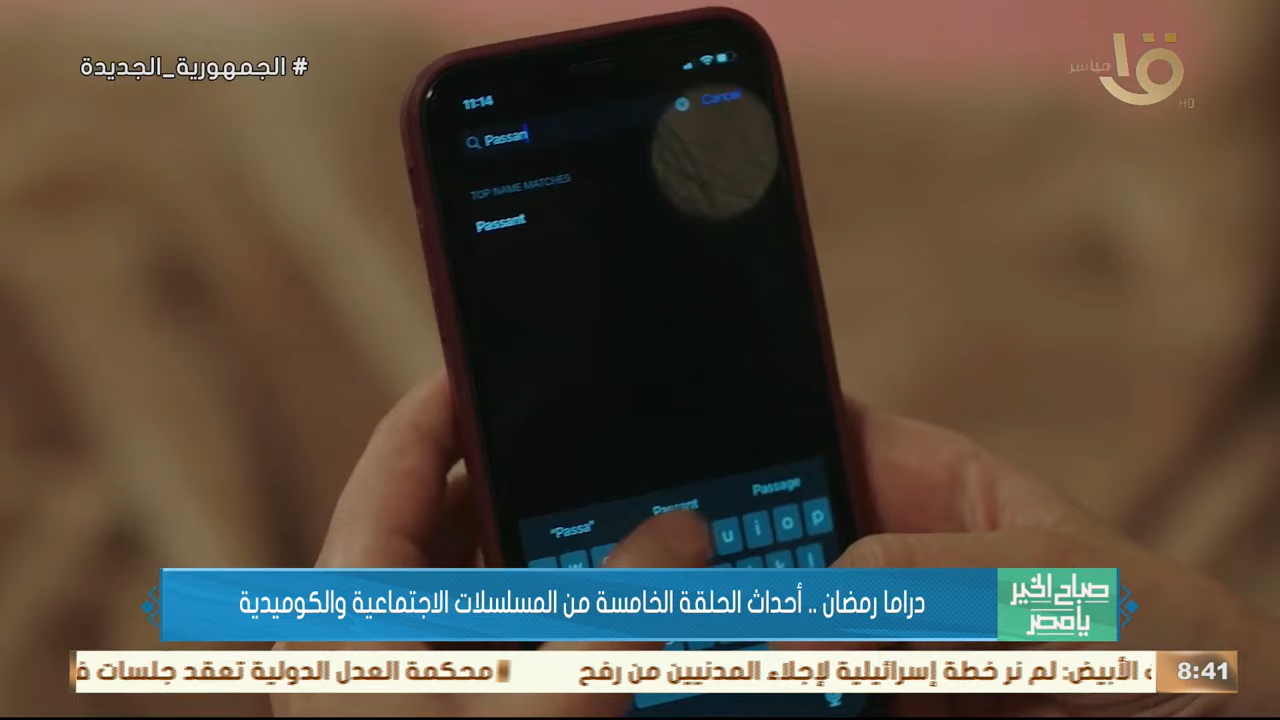 #الجمهورية_الجديدة
مباشر
HD
11:14
Passan
Cancel
TOP NAME MATCHES
Passant
"Passa"
Passant
Passage
u i o p
دراما رمضان .. أحداث الحلقة الخامسة من المسلسلات الاجتماعية والكوميدية
صباح الخير
يا مصر
الأبيض: لم نر خطة إسرائيلية لإجلاء المدنيين من رفح
محكمة العدل الدولية تعقد جلسات
8:41